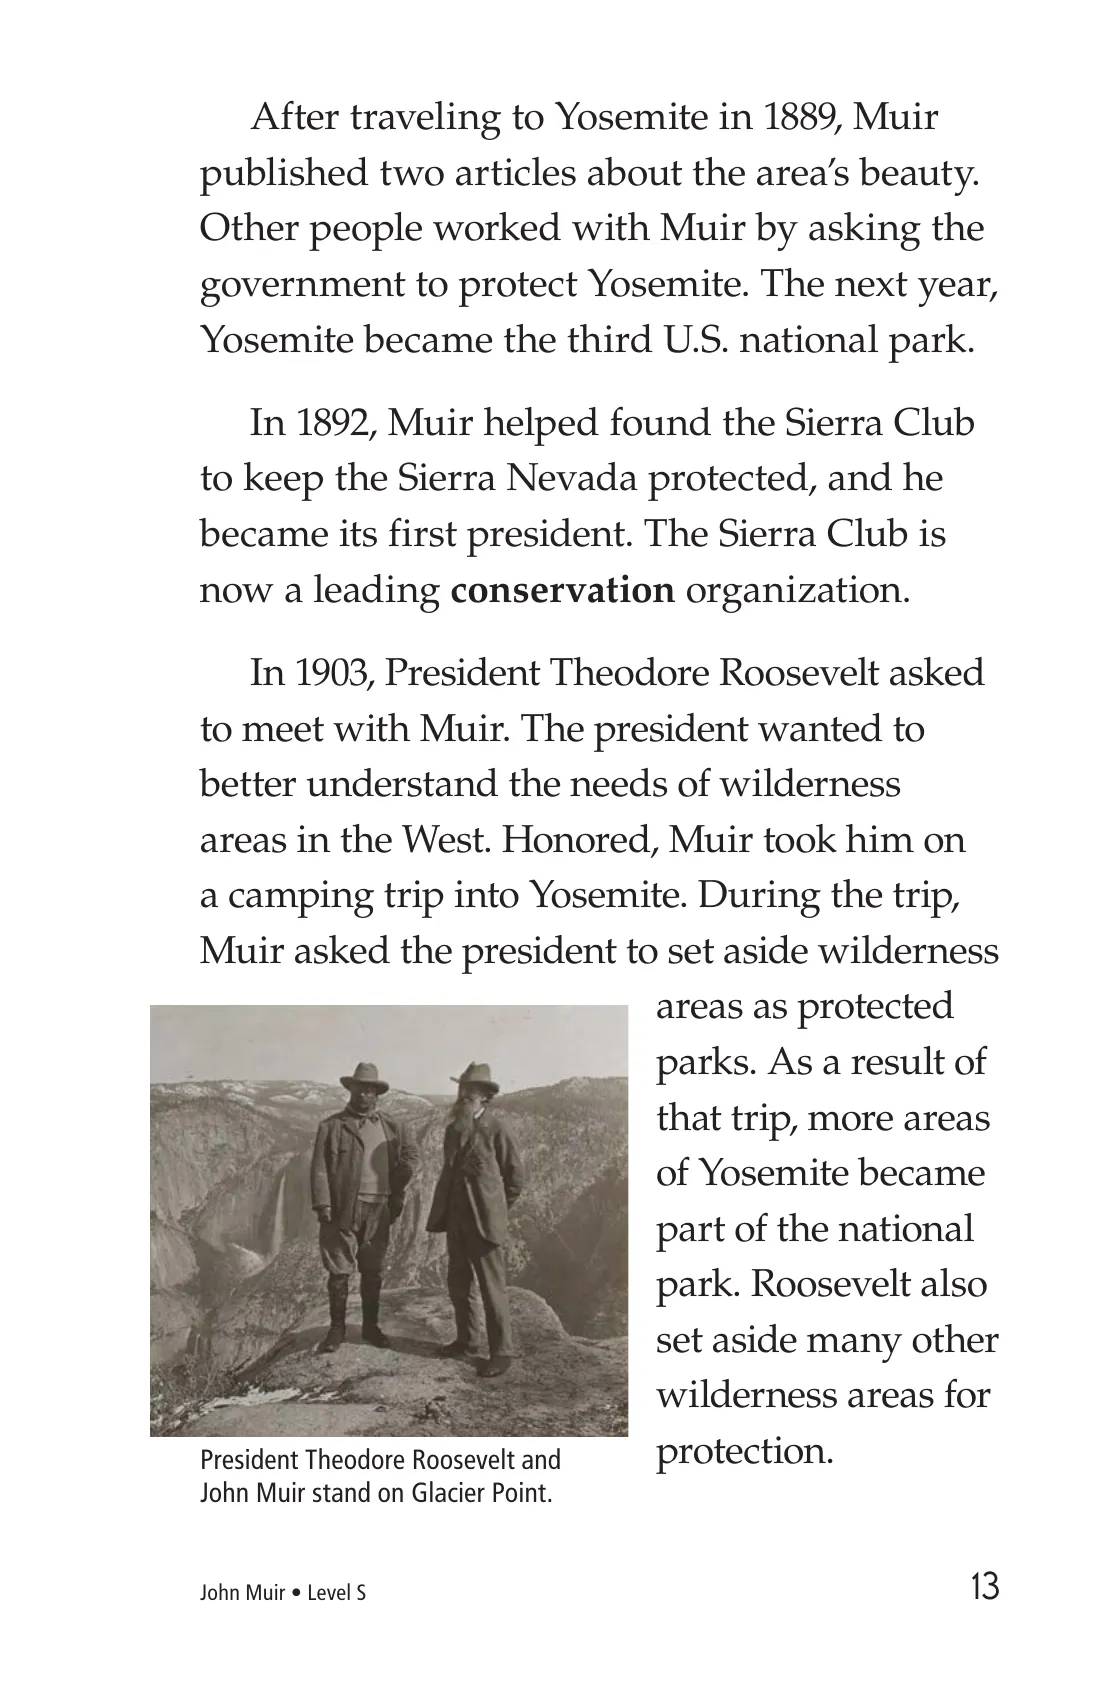 After traveling to Yosemite in 1889, Muir
published two articles about the area’s beauty.
Other people worked with Muir by asking the
government to protect Yosemite. The next year,
Yosemite became the third U.S. national park.
In 1892, Muir helped found the Sierra Club
to keep the Sierra Nevada protected, and he
became its first president. The Sierra Club is
now a leading conservation organization.
In 1903, President Theodore Roosevelt asked
to meet with Muir. The president wanted to
better understand the needs of wilderness
areas in the West. Honored, Muir took him on
a camping trip into Yosemite. During the trip,
Muir asked the president to set aside wilderness
areas as protected
parks. As a result of
that trip, more areas
of Yosemite became
part of the national
park. Roosevelt also
set aside many other
wilderness areas for
protection.
President Theodore Roosevelt and
John Muir stand on Glacier Point.
John Muir • Level S
13